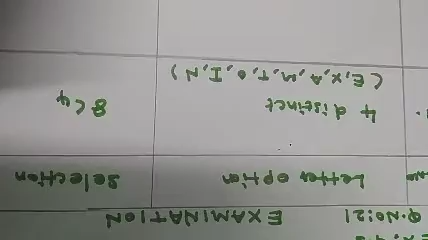 Q.NO:21 EXAMINATION
Letter option selection
4 distinct 8C4
(E,X,A,M,T,O,I,N)